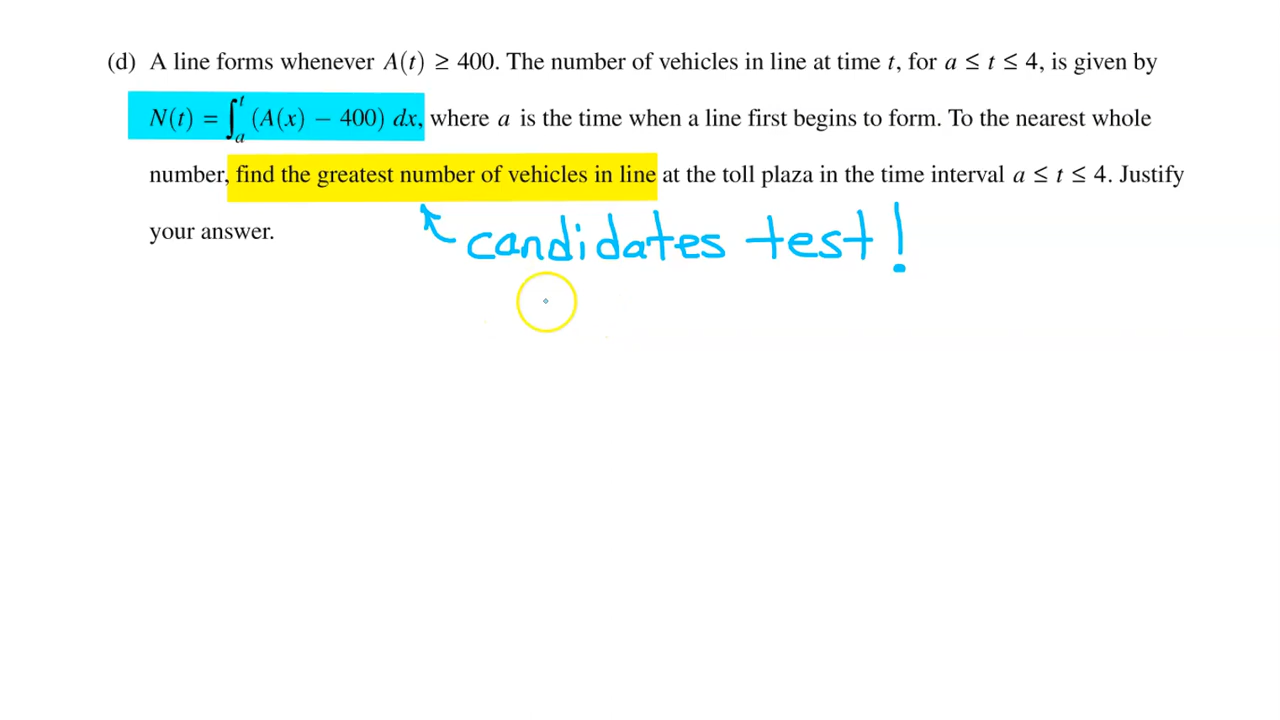 (d) A line forms whenever A(t) ≥ 400. The number of vehicles in line at time t, for a ≤ t ≤ 4, is given by
N(t) = ∫ₐᵗ (A(x) − 400) dx, where a is the time when a line first begins to form. To the nearest whole
number, find the greatest number of vehicles in line at the toll plaza in the time interval a ≤ t ≤ 4. Justify
your answer.
candidates test!